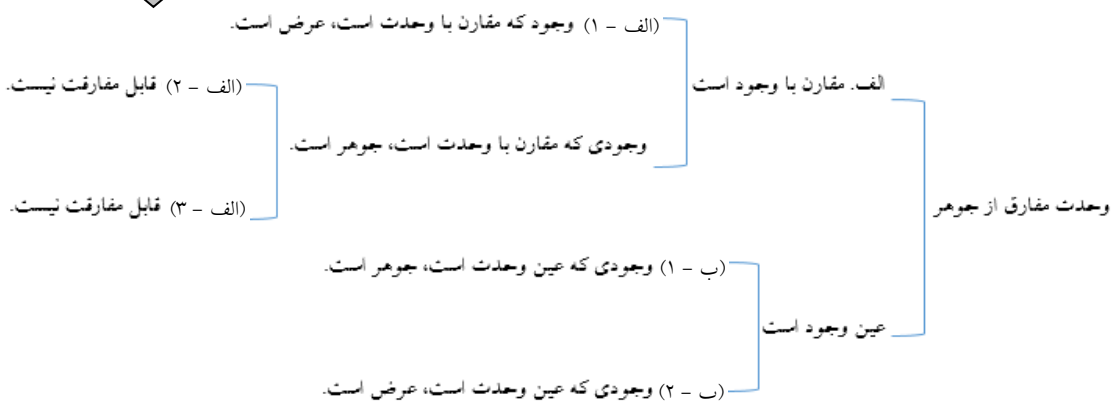 (الف – ۱) وجود که مقارن با وحدت است، عرض است.
الف. مقارن با وجود است
(الف – ۲) قابل مفارقت نیست.
وجودی که مقارن با وحدت است، جوهر است.
وحدت مفارق از جوهر
(الف – ۳) قابل مفارقت نیست.
(ب – ۱) وجودی که عین وحدت است، جوهر است.
عین وجود است
(ب – ۲) وجودی که عین وحدت است، عرض است.